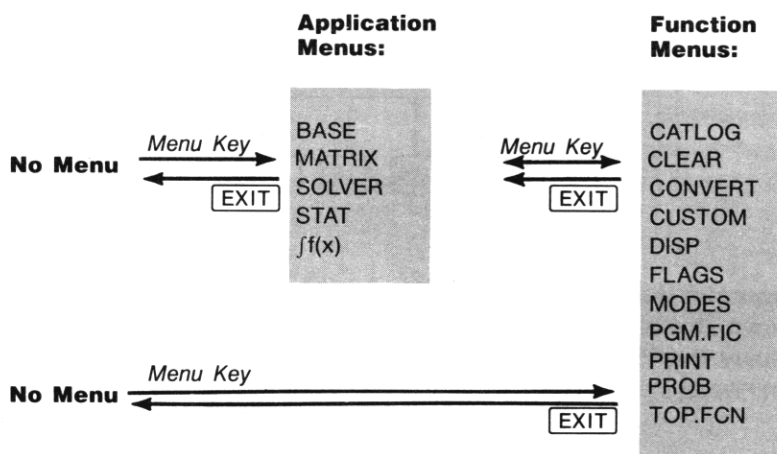 Application
Menus:
Function
Menus:
No Menu
Menu Key
EXIT
BASE
MATRIX
SOLVER
STAT
∫f(x)
Menu Key
EXIT
CATLOG
CLEAR
CONVERT
CUSTOM
DISP
FLAGS
MODES
PGM.FIC
PRINT
PROB
TOP.FCN
No Menu
Menu Key
EXIT